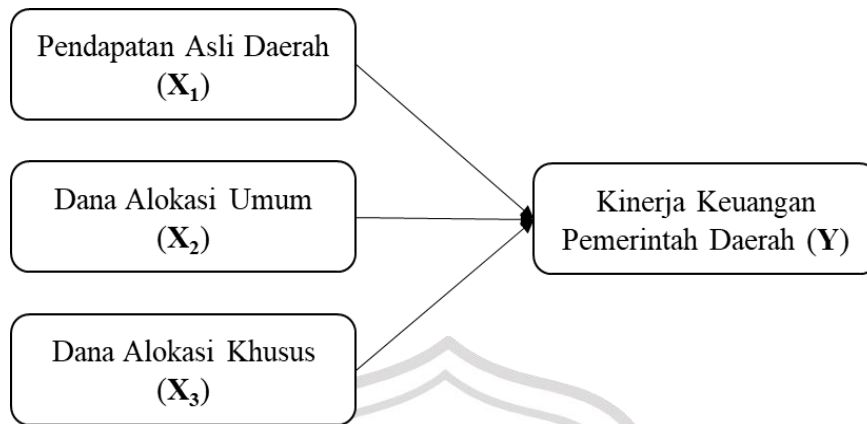 Pendapatan Asli Daerah
(X₁)
Dana Alokasi Umum
(X₂)
Dana Alokasi Khusus
(X₃)
Kinerja Keuangan
Pemerintah Daerah (Y)